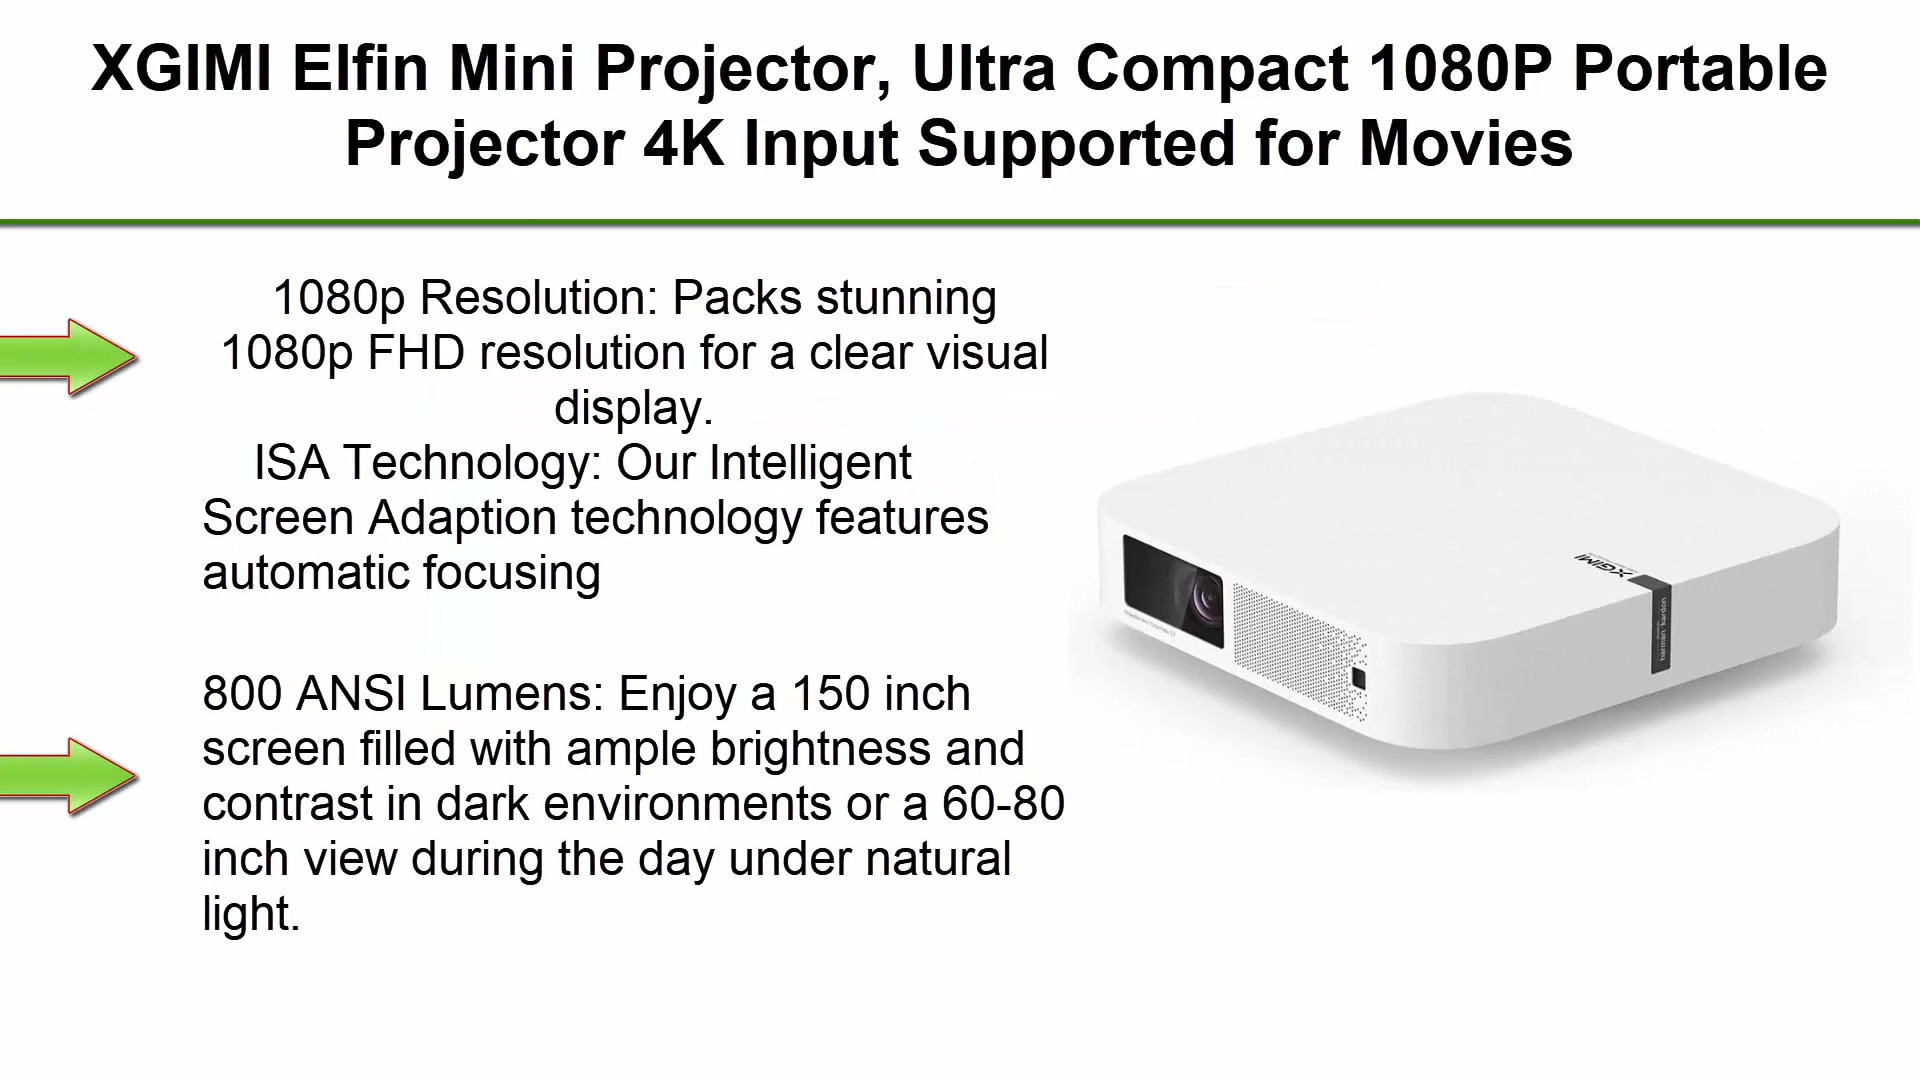 XGIMI Elfin Mini Projector, Ultra Compact 1080P Portable
Projector 4K Input Supported for Movies
1080p Resolution: Packs stunning
1080p FHD resolution for a clear visual
display.
ISA Technology: Our Intelligent
Screen Adaption technology features
automatic focusing
800 ANSI Lumens: Enjoy a 150 inch
screen filled with ample brightness and
contrast in dark environments or a 60-80
inch view during the day under natural
light.
XGIMI
harman kardon